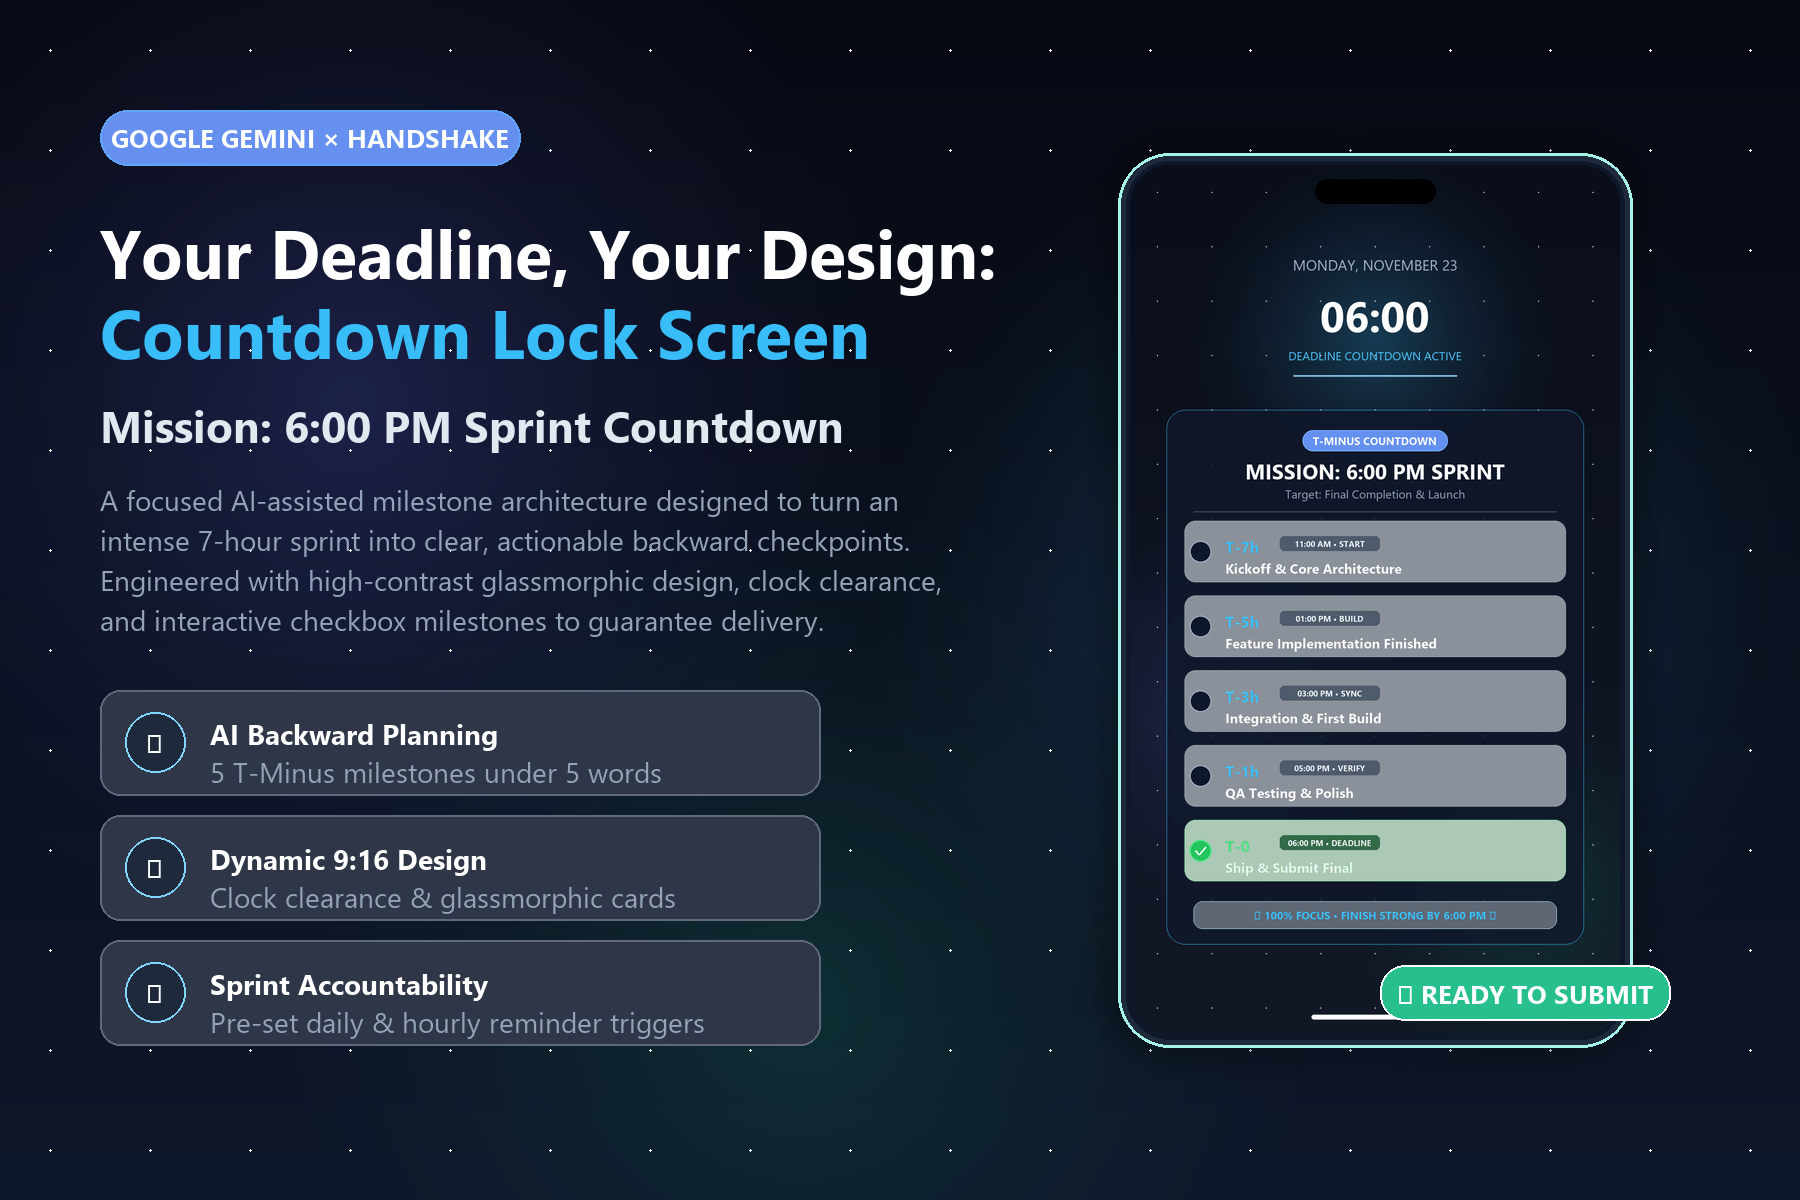 GOOGLE GEMINI × HANDSHAKE
Your Deadline, Your Design:
Countdown Lock Screen
Mission: 6:00 PM Sprint Countdown
A focused AI-assisted milestone architecture designed to turn an
intense 7-hour sprint into clear, actionable backward checkpoints.
Engineered with high-contrast glassmorphic design, clock clearance,
and interactive checkbox milestones to guarantee delivery.
AI Backward Planning
5 T-Minus milestones under 5 words
Dynamic 9:16 Design
Clock clearance & glassmorphic cards
Sprint Accountability
Pre-set daily & hourly reminder triggers
MONDAY, NOVEMBER 23
06:00
DEADLINE COUNTDOWN ACTIVE
T-MINUS COUNTDOWN
MISSION: 6:00 PM SPRINT
Target: Final Completion & Launch
T-7h 11:00 AM • START
Kickoff & Core Architecture
T-5h 01:00 PM • BUILD
Feature Implementation Finished
T-3h 03:00 PM • SYNC
Integration & First Build
T-1h 05:00 PM • VERIFY
QA Testing & Polish
T-0 06:00 PM • DEADLINE
Ship & Submit Final
100% FOCUS • FINISH STRONG BY 6:00 PM
READY TO SUBMIT